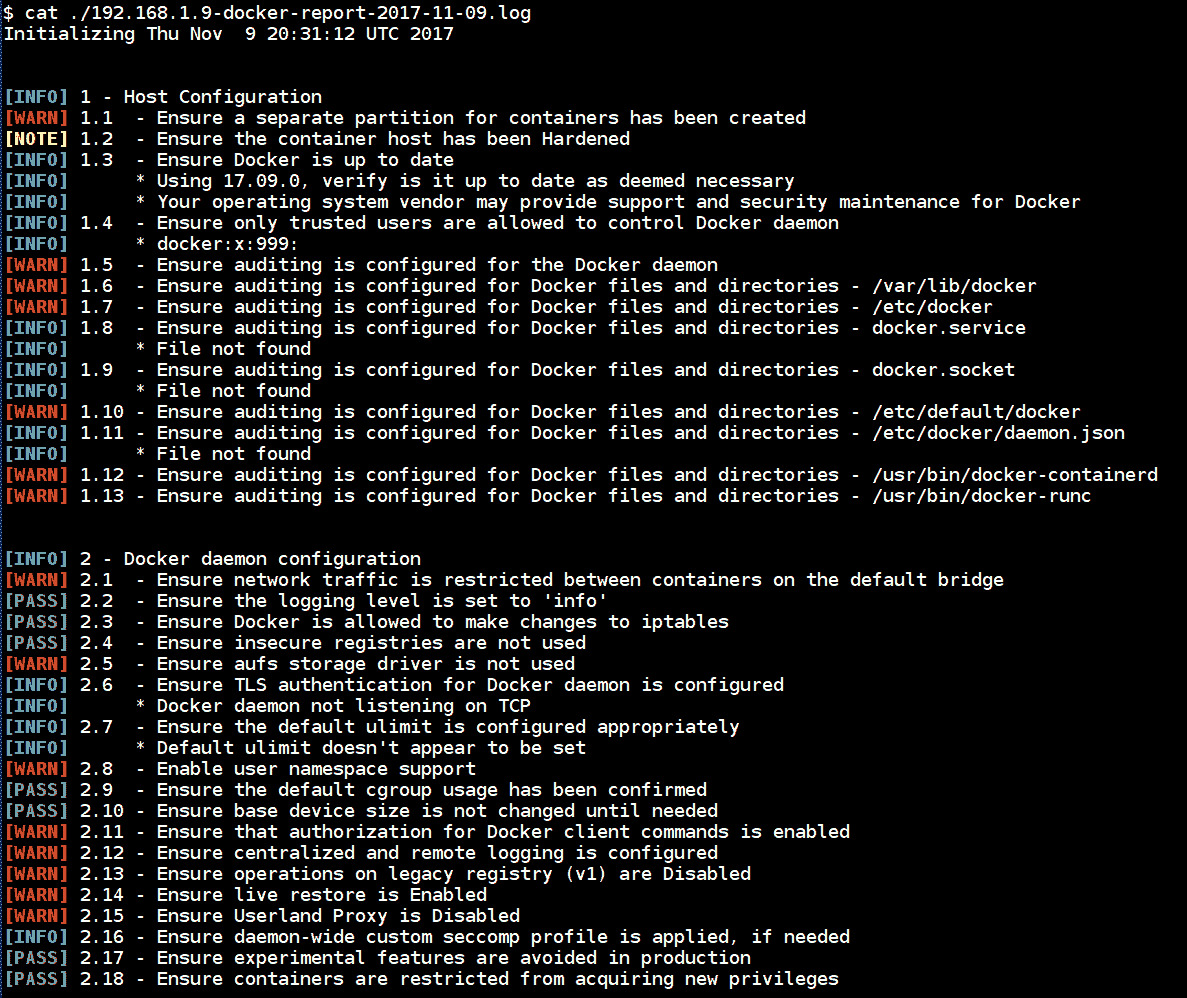 $ cat ./192.168.1.9-docker-report-2017-11-09.log
Initializing Thu Nov  9 20:31:12 UTC 2017
[INFO] 1 - Host Configuration
[WARN] 1.1  - Ensure a separate partition for containers has been created
[NOTE] 1.2  - Ensure the container host has been Hardened
[INFO] 1.3  - Ensure Docker is up to date
[INFO]      * Using 17.09.0, verify is it up to date as deemed necessary
[INFO]      * Your operating system vendor may provide support and security maintenance for Docker
[INFO] 1.4  - Ensure only trusted users are allowed to control Docker daemon
[INFO]      * docker:x:999:
[WARN] 1.5  - Ensure auditing is configured for the Docker daemon
[WARN] 1.6  - Ensure auditing is configured for Docker files and directories - /var/lib/docker
[WARN] 1.7  - Ensure auditing is configured for Docker files and directories - /etc/docker
[INFO] 1.8  - Ensure auditing is configured for Docker files and directories - docker.service
[INFO]      * File not found
[INFO] 1.9  - Ensure auditing is configured for Docker files and directories - docker.socket
[INFO]      * File not found
[WARN] 1.10 - Ensure auditing is configured for Docker files and directories - /etc/default/docker
[INFO] 1.11 - Ensure auditing is configured for Docker files and directories - /etc/docker/daemon.json
[INFO]      * File not found
[WARN] 1.12 - Ensure auditing is configured for Docker files and directories - /usr/bin/docker-containerd
[WARN] 1.13 - Ensure auditing is configured for Docker files and directories - /usr/bin/docker-runc
[INFO] 2 - Docker daemon configuration
[WARN] 2.1  - Ensure network traffic is restricted between containers on the default bridge
[PASS] 2.2  - Ensure the logging level is set to 'info'
[PASS] 2.3  - Ensure Docker is allowed to make changes to iptables
[PASS] 2.4  - Ensure insecure registries are not used
[WARN] 2.5  - Ensure aufs storage driver is not used
[INFO] 2.6  - Ensure TLS authentication for Docker daemon is configured
[INFO]      * Docker daemon not listening on TCP
[INFO] 2.7  - Ensure the default ulimit is configured appropriately
[INFO]      * Default ulimit doesn't appear to be set
[WARN] 2.8  - Enable user namespace support
[PASS] 2.9  - Ensure the default cgroup usage has been confirmed
[PASS] 2.10 - Ensure base device size is not changed until needed
[WARN] 2.11 - Ensure that authorization for Docker client commands is enabled
[WARN] 2.12 - Ensure centralized and remote logging is configured
[WARN] 2.13 - Ensure operations on legacy registry (v1) are Disabled
[WARN] 2.14 - Ensure live restore is Enabled
[WARN] 2.15 - Ensure Userland Proxy is Disabled
[INFO] 2.16 - Ensure daemon-wide custom seccomp profile is applied, if needed
[PASS] 2.17 - Ensure experimental features are avoided in production
[PASS] 2.18 - Ensure containers are restricted from acquiring new privileges